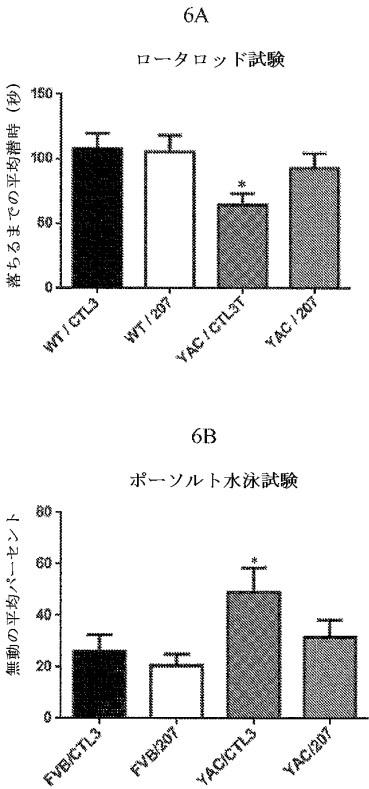 6A
ロータロッド試験
落ちるまでの平均潜時 (秒)
150
100
50
0
*
WT / CTL3
WT / 207
YAC / CTL3T
YAC / 207
6B
ポーソルト水泳試験
無動の平均パーセント
80
60
40
20
0
*
FVB/CTL3
FVB/207
YAC/CTL3
YAC/207